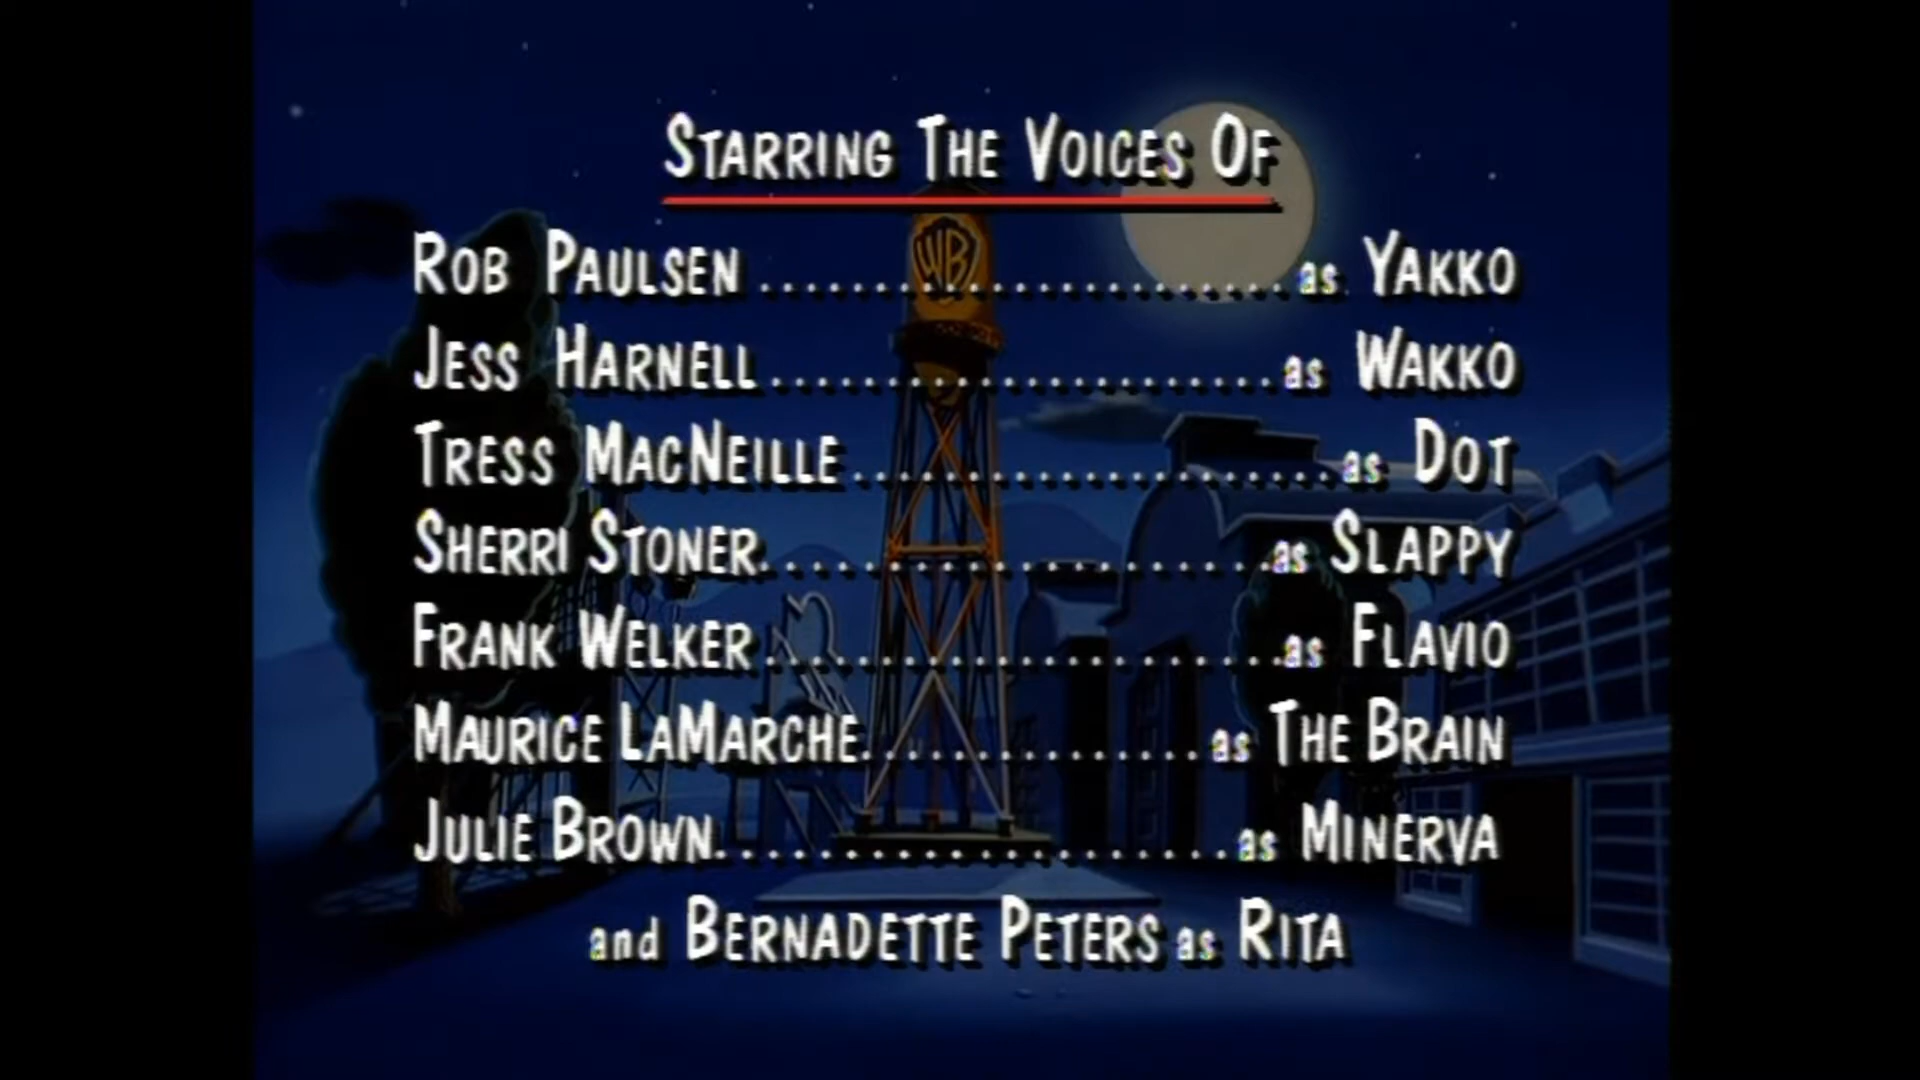 STARRING THE VOICES OF
WB
ROB PAULSEN ........................ as YAKKO
JESS HARNELL ....................... as WAKKO
TRESS MACNEILLE ...................... as DOT
SHERRI STONER ....................... as SLAPPY
FRANK WELKER ....................... as FLAVIO
MAURICE LAMARCHE ............... as THE BRAIN
JULIE BROWN ...................... as MINERVA
and BERNADETTE PETERS as RITA